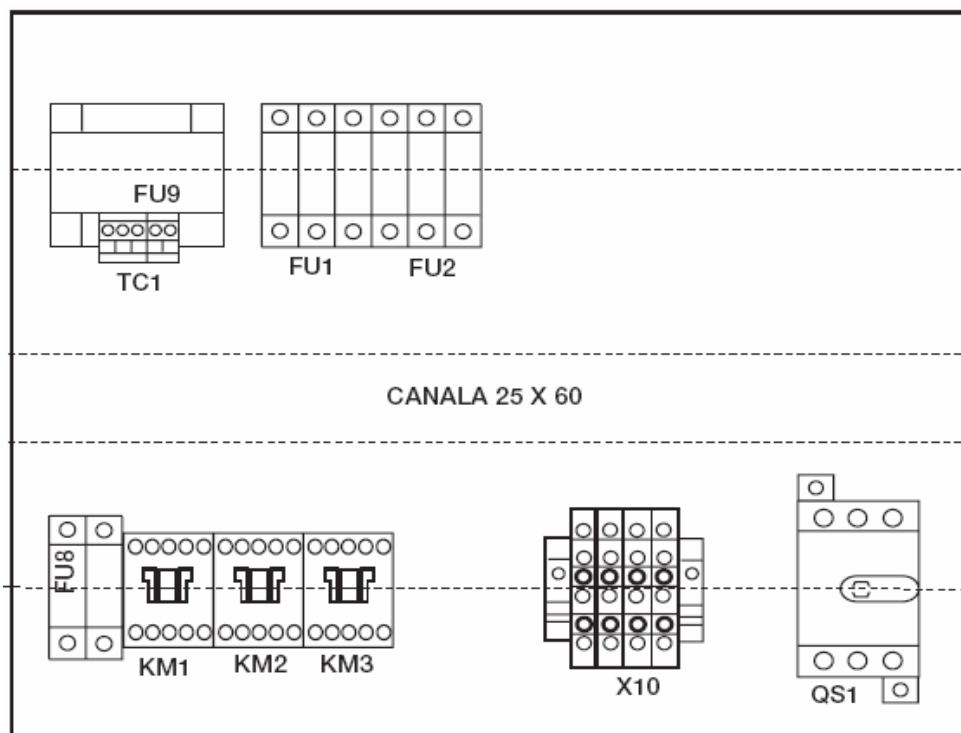 FU9
TC1
FU1
FU2
CANALA 25 X 60
FU8
KM1
KM2
KM3
X10
QS1